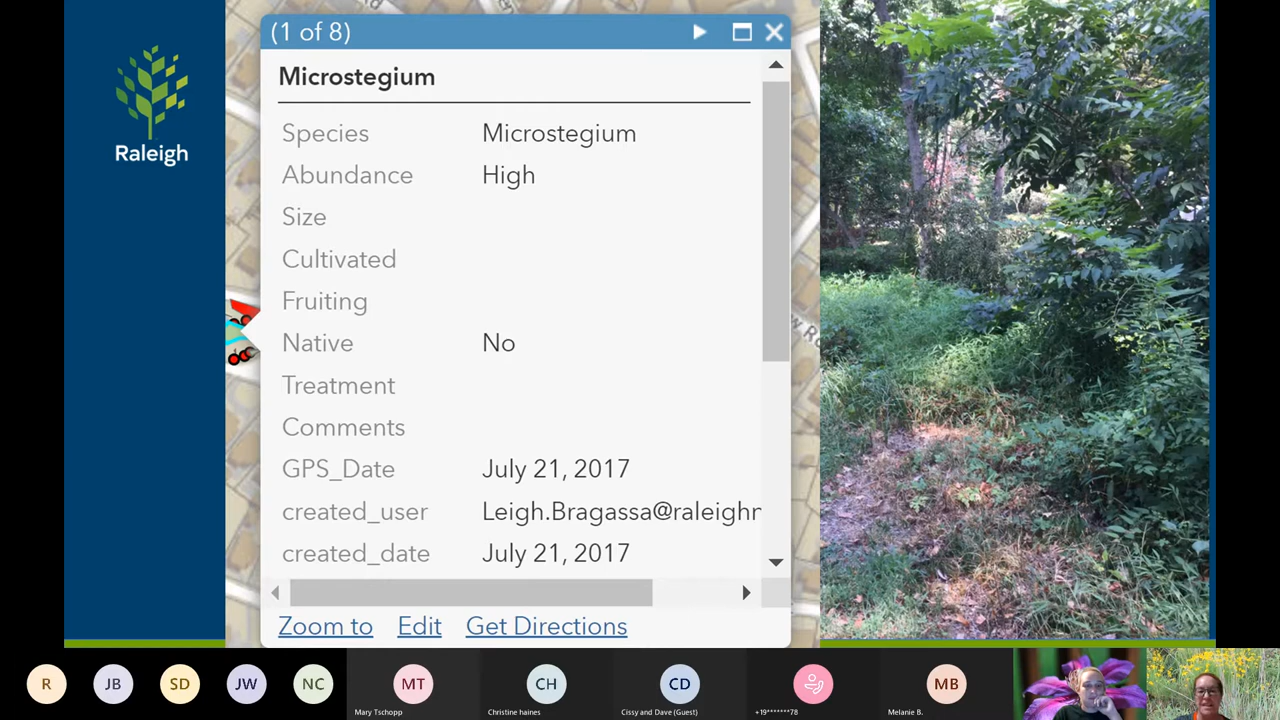 Raleigh
(1 of 8)
Microstegium
Species Microstegium
Abundance High
Size
Cultivated
Fruiting
Native No
Treatment
Comments
GPS_Date July 21, 2017
created_user Leigh.Bragassa@raleighn
created_date July 21, 2017
Zoom to Edit Get Directions
R JB SD JW NC MT CH CD MB
Mary Tschopp Christine haines Cissy and Dave (Guest) +19*******78 Melanie B.